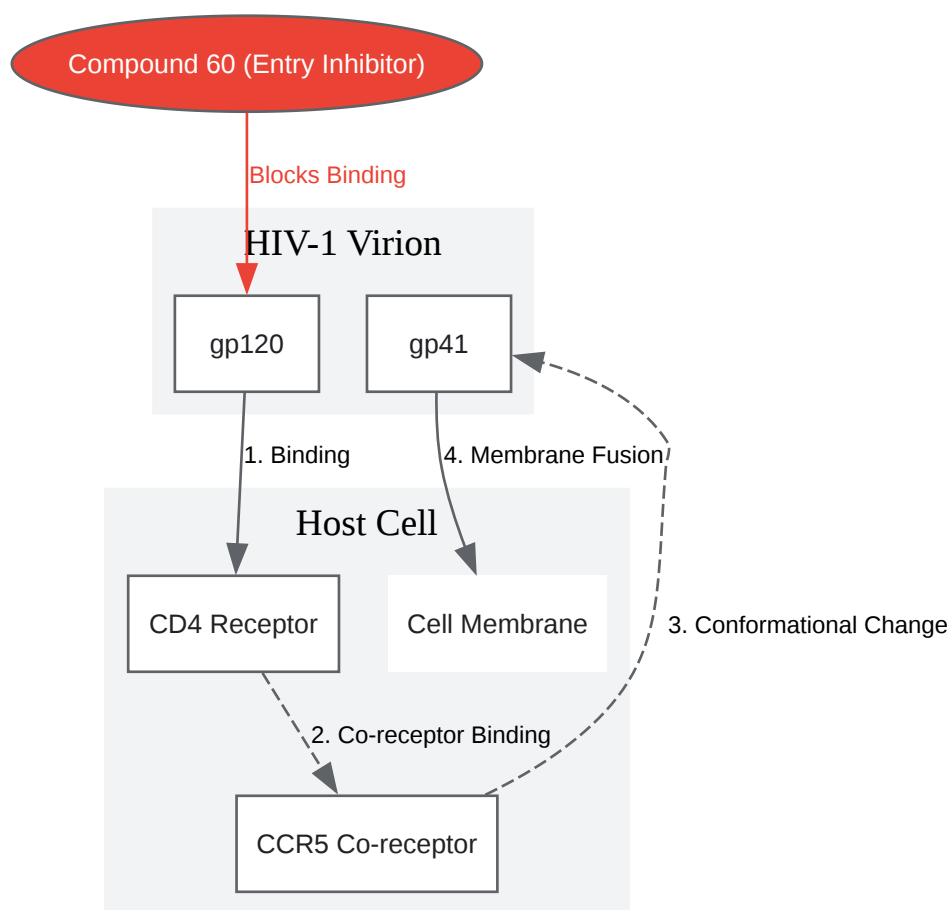 Compound 60 (Entry Inhibitor)
Blocks Binding
HIV-1 Virion
gp120
gp41
1. Binding
4. Membrane Fusion
Host Cell
CD4 Receptor
Cell Membrane
3. Conformational Change
2. Co-receptor Binding
CCR5 Co-receptor